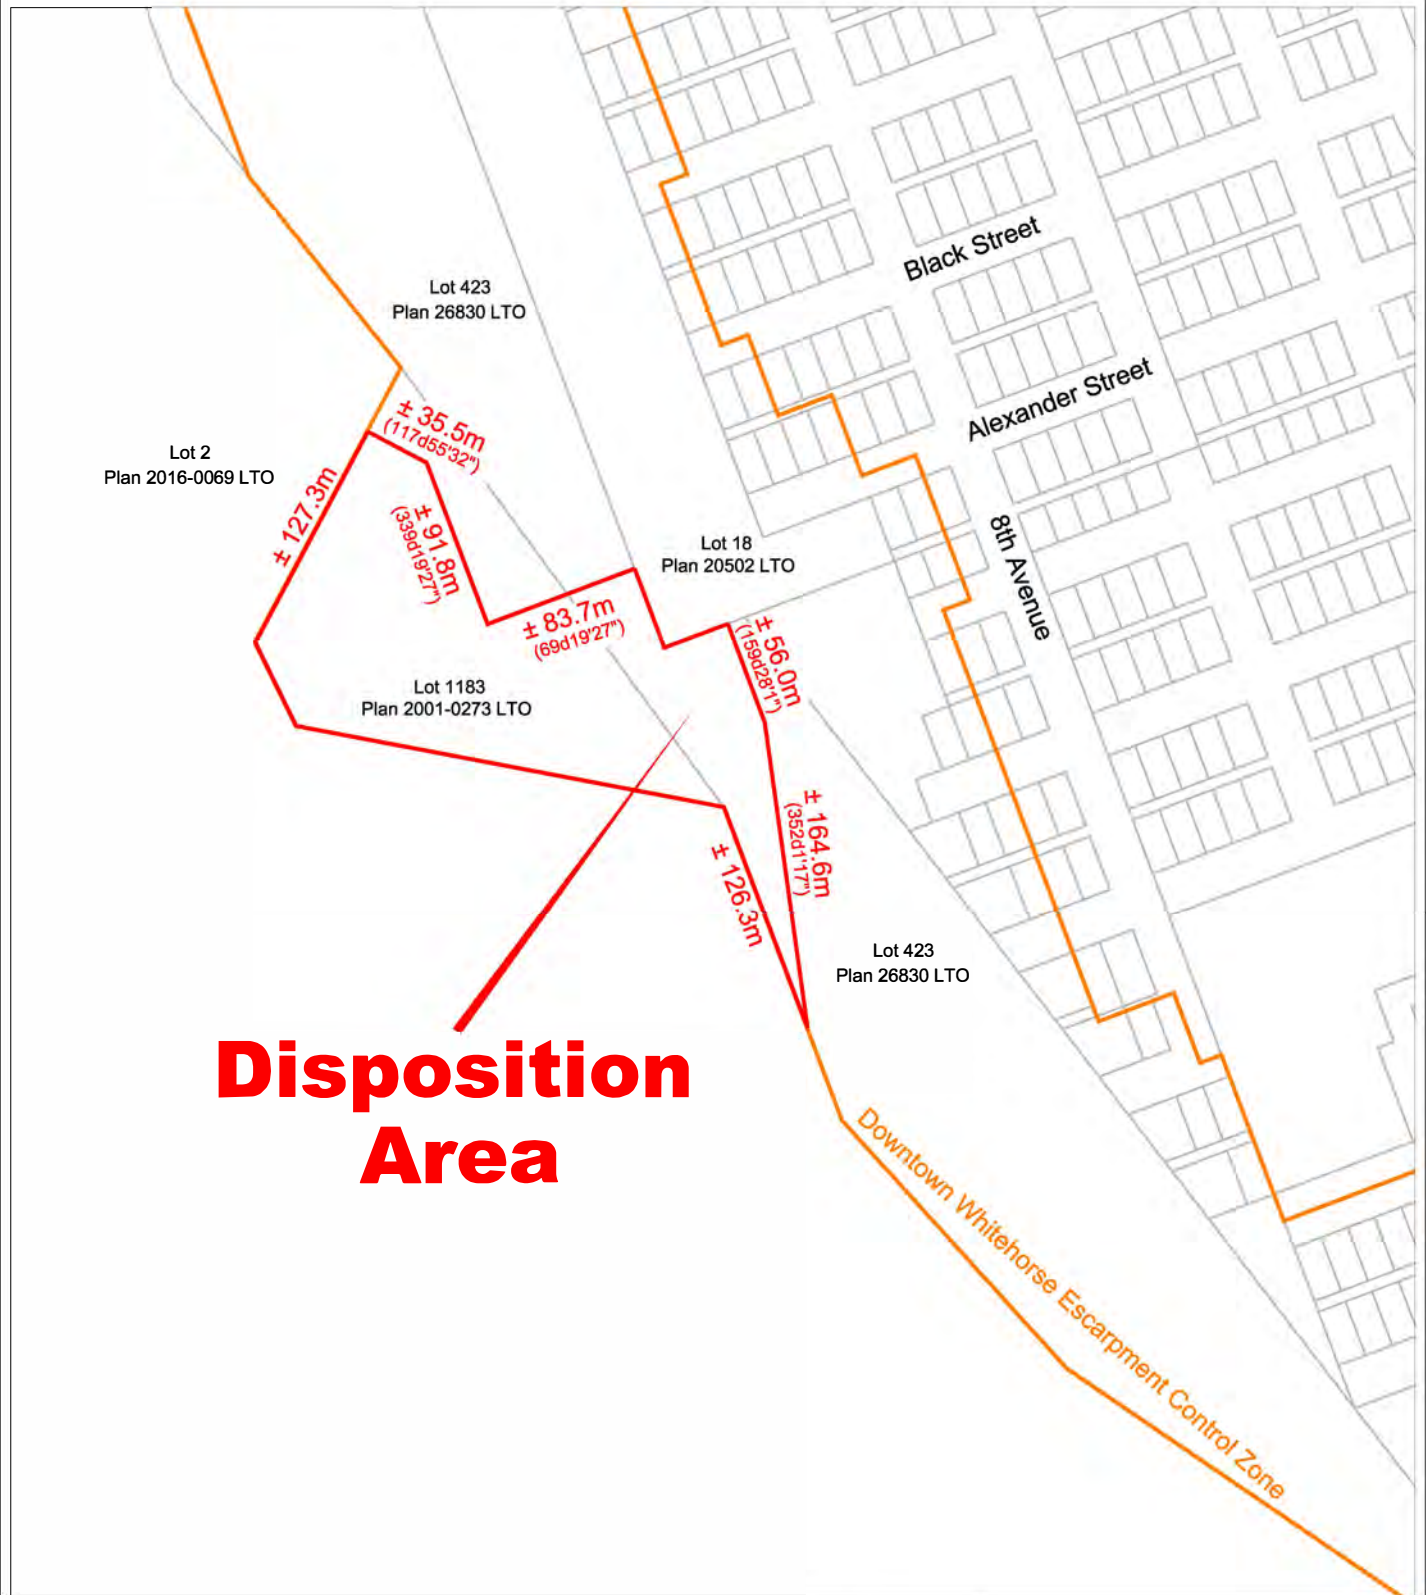 Black Street
Lot 423
Plan 26830 LTO
Alexander Street
± 35.5m
(117d55'32")
Lot 2
Plan 2016-0069 LTO
± 127.3m
± 91.8m
(339d19'27")
8th Avenue
Lot 18
Plan 20502 LTO
± 83.7m
(69d19'27")
± 56.0m
(159d28'1")
Lot 1183
Plan 2001-0273 LTO
± 164.6m
(352d1'17")
± 126.3m
Lot 423
Plan 26830 LTO
Disposition
Area
Downtown Whitehorse Escarpment Control Zone